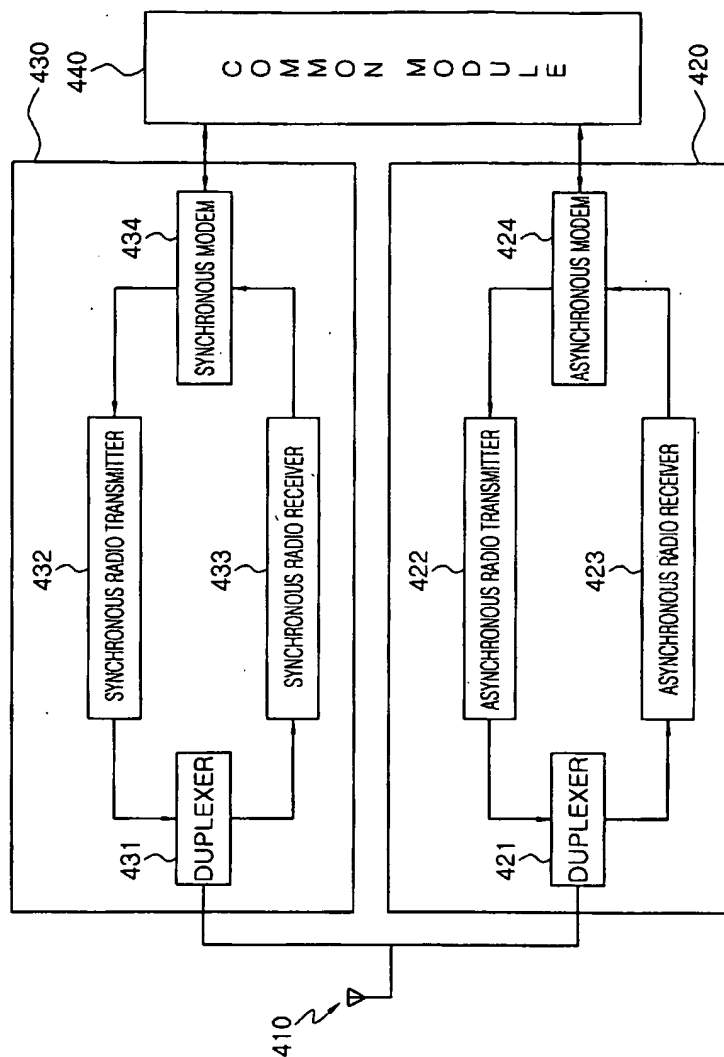 430
440
COMMON MODULE
434
SYNCHRONOUS MODEM
432
SYNCHRONOUS RADIO TRANSMITTER
433
SYNCHRONOUS RADIO RECEIVER
431
DUPLEXER
410
420
424
ASYNCHRONOUS MODEM
422
ASYNCHRONOUS RADIO TRANSMITTER
423
ASYNCHRONOUS RADIO RECEIVER
421
DUPLEXER